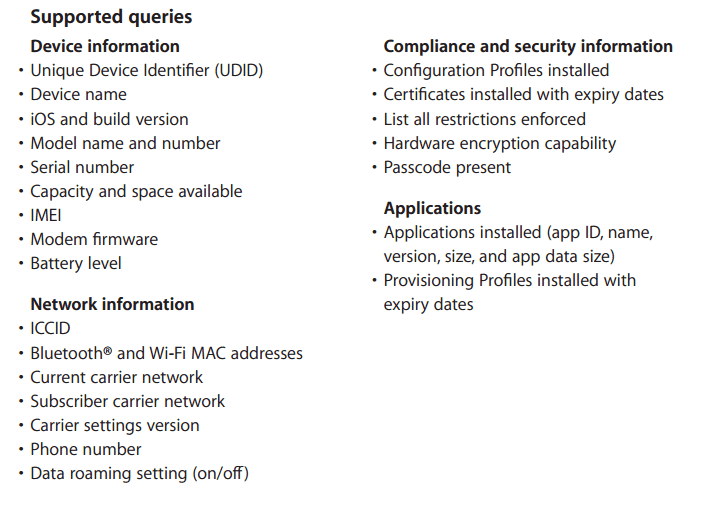 Supported queries
Device information
• Unique Device Identifier (UDID)
• Device name
• iOS and build version
• Model name and number
• Serial number
• Capacity and space available
• IMEI
• Modem firmware
• Battery level
Network information
• ICCID
• Bluetooth® and Wi-Fi MAC addresses
• Current carrier network
• Subscriber carrier network
• Carrier settings version
• Phone number
• Data roaming setting (on/off)
Compliance and security information
• Configuration Profiles installed
• Certificates installed with expiry dates
• List all restrictions enforced
• Hardware encryption capability
• Passcode present
Applications
• Applications installed (app ID, name,
version, size, and app data size)
• Provisioning Profiles installed with
expiry dates